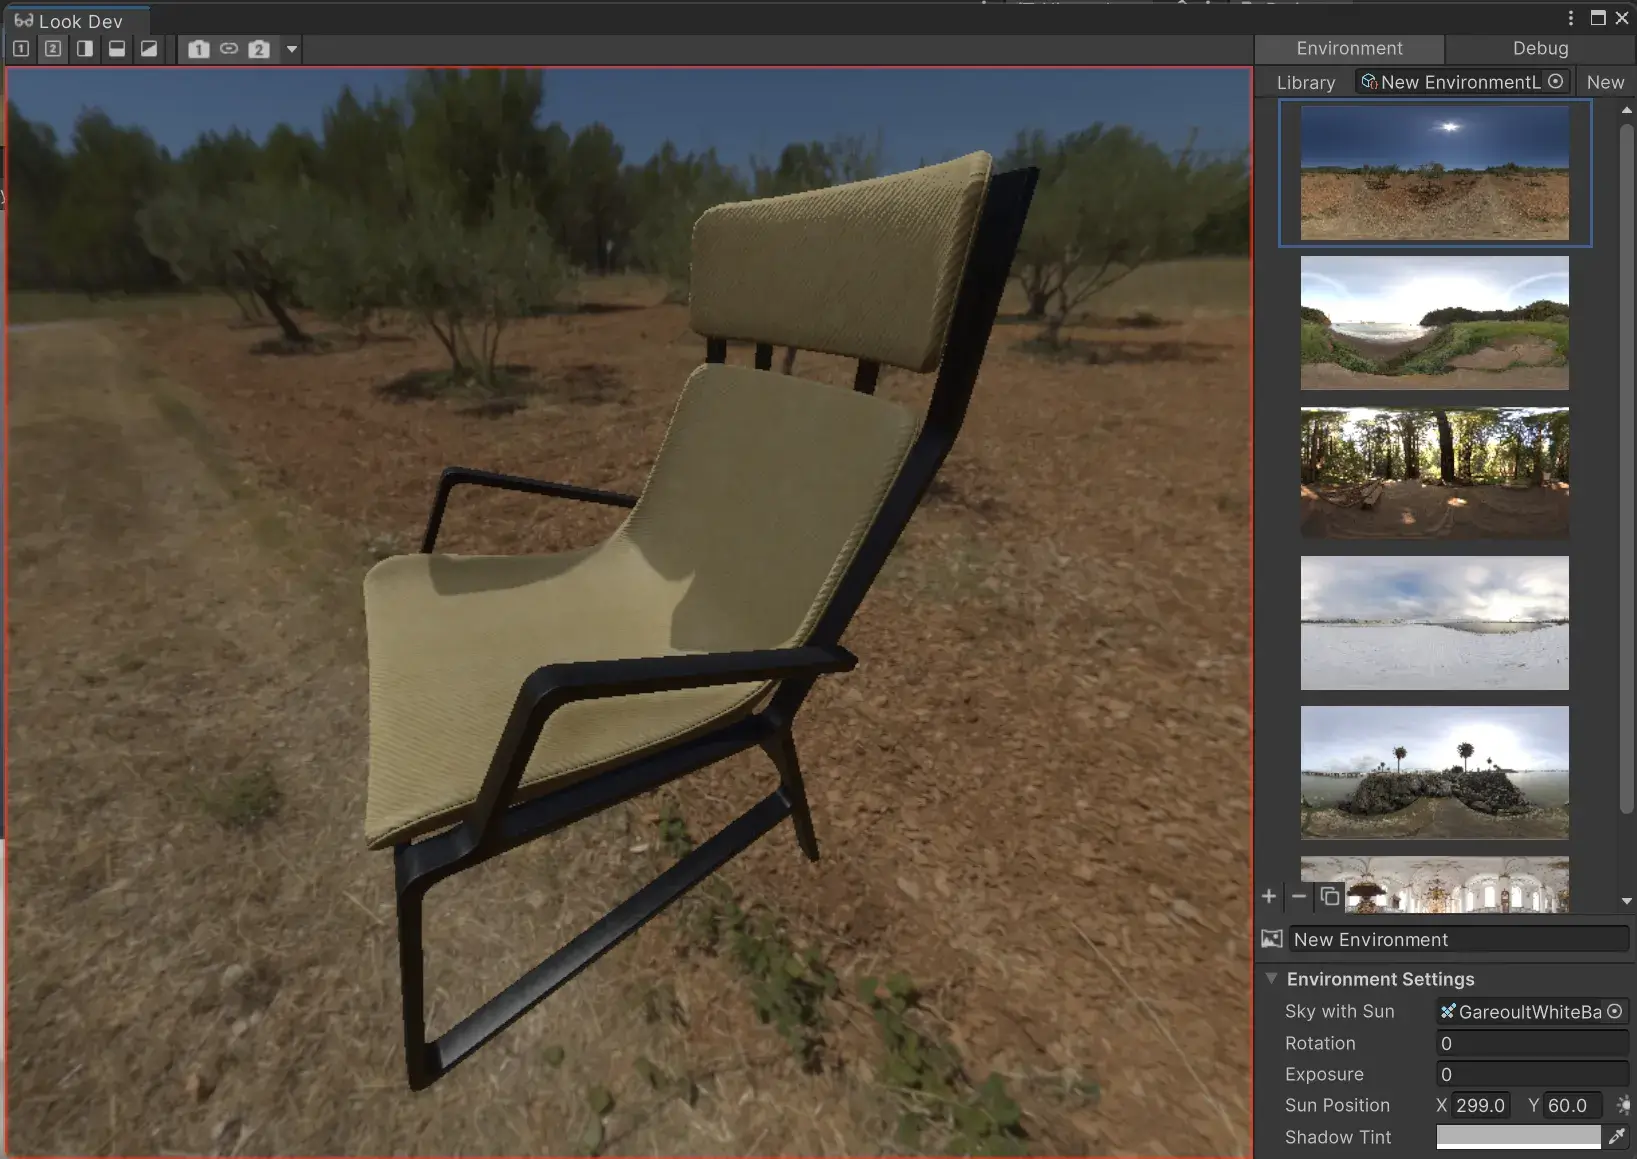 Look Dev
1 2 1 2
Environment Debug
Library New EnvironmentL New
New Environment
Environment Settings
Sky with Sun GareoultWhiteBa
Rotation 0
Exposure 0
Sun Position X 299.0 Y 60.0
Shadow Tint